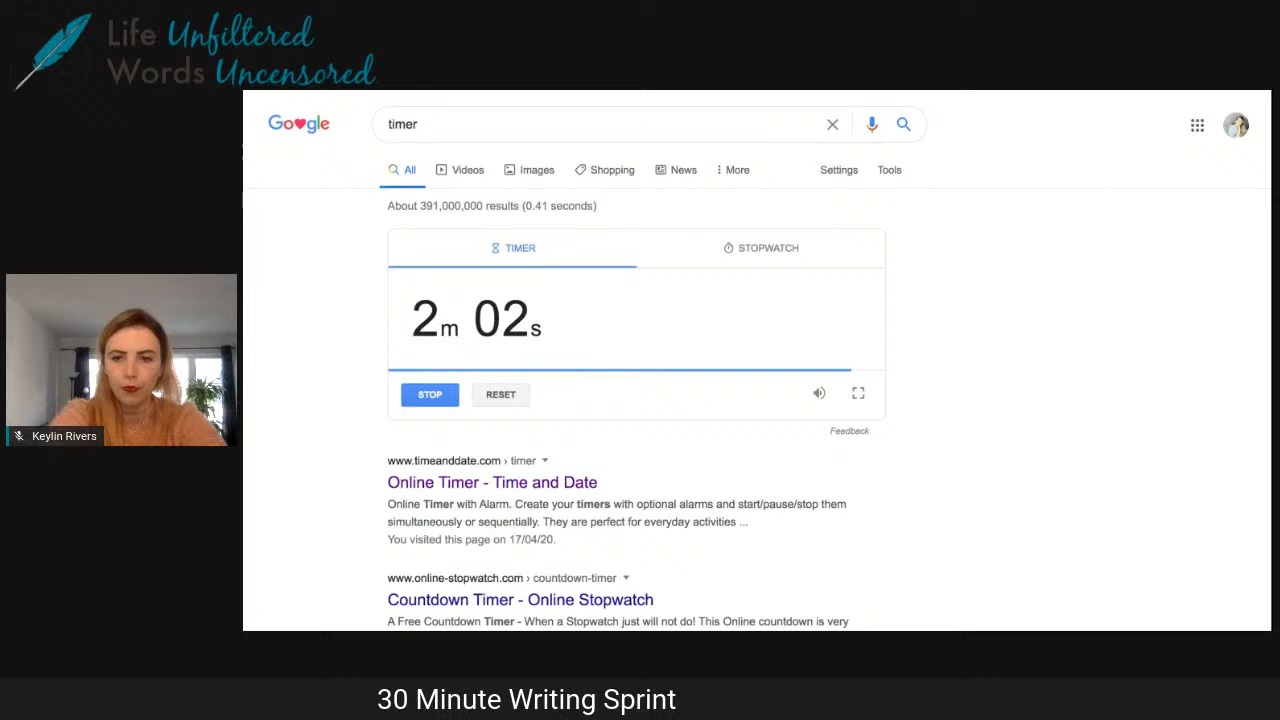 Life Unfiltered
Words Uncensored
Google
timer
All
Videos
Images
Shopping
News
More
Settings
Tools
About 391,000,000 results (0.41 seconds)
TIMER
STOPWATCH
2m 02s
STOP
RESET
Feedback
www.timeanddate.com › timer
Online Timer - Time and Date
Online Timer with Alarm. Create your timers with optional alarms and start/pause/stop them
simultaneously or sequentially. They are perfect for everyday activities ...
You visited this page on 17/04/20.
Keylin Rivers
www.online-stopwatch.com › countdown-timer
Countdown Timer - Online Stopwatch
A Free Countdown Timer - When a Stopwatch just will not do! This Online countdown is very
30 Minute Writing Sprint